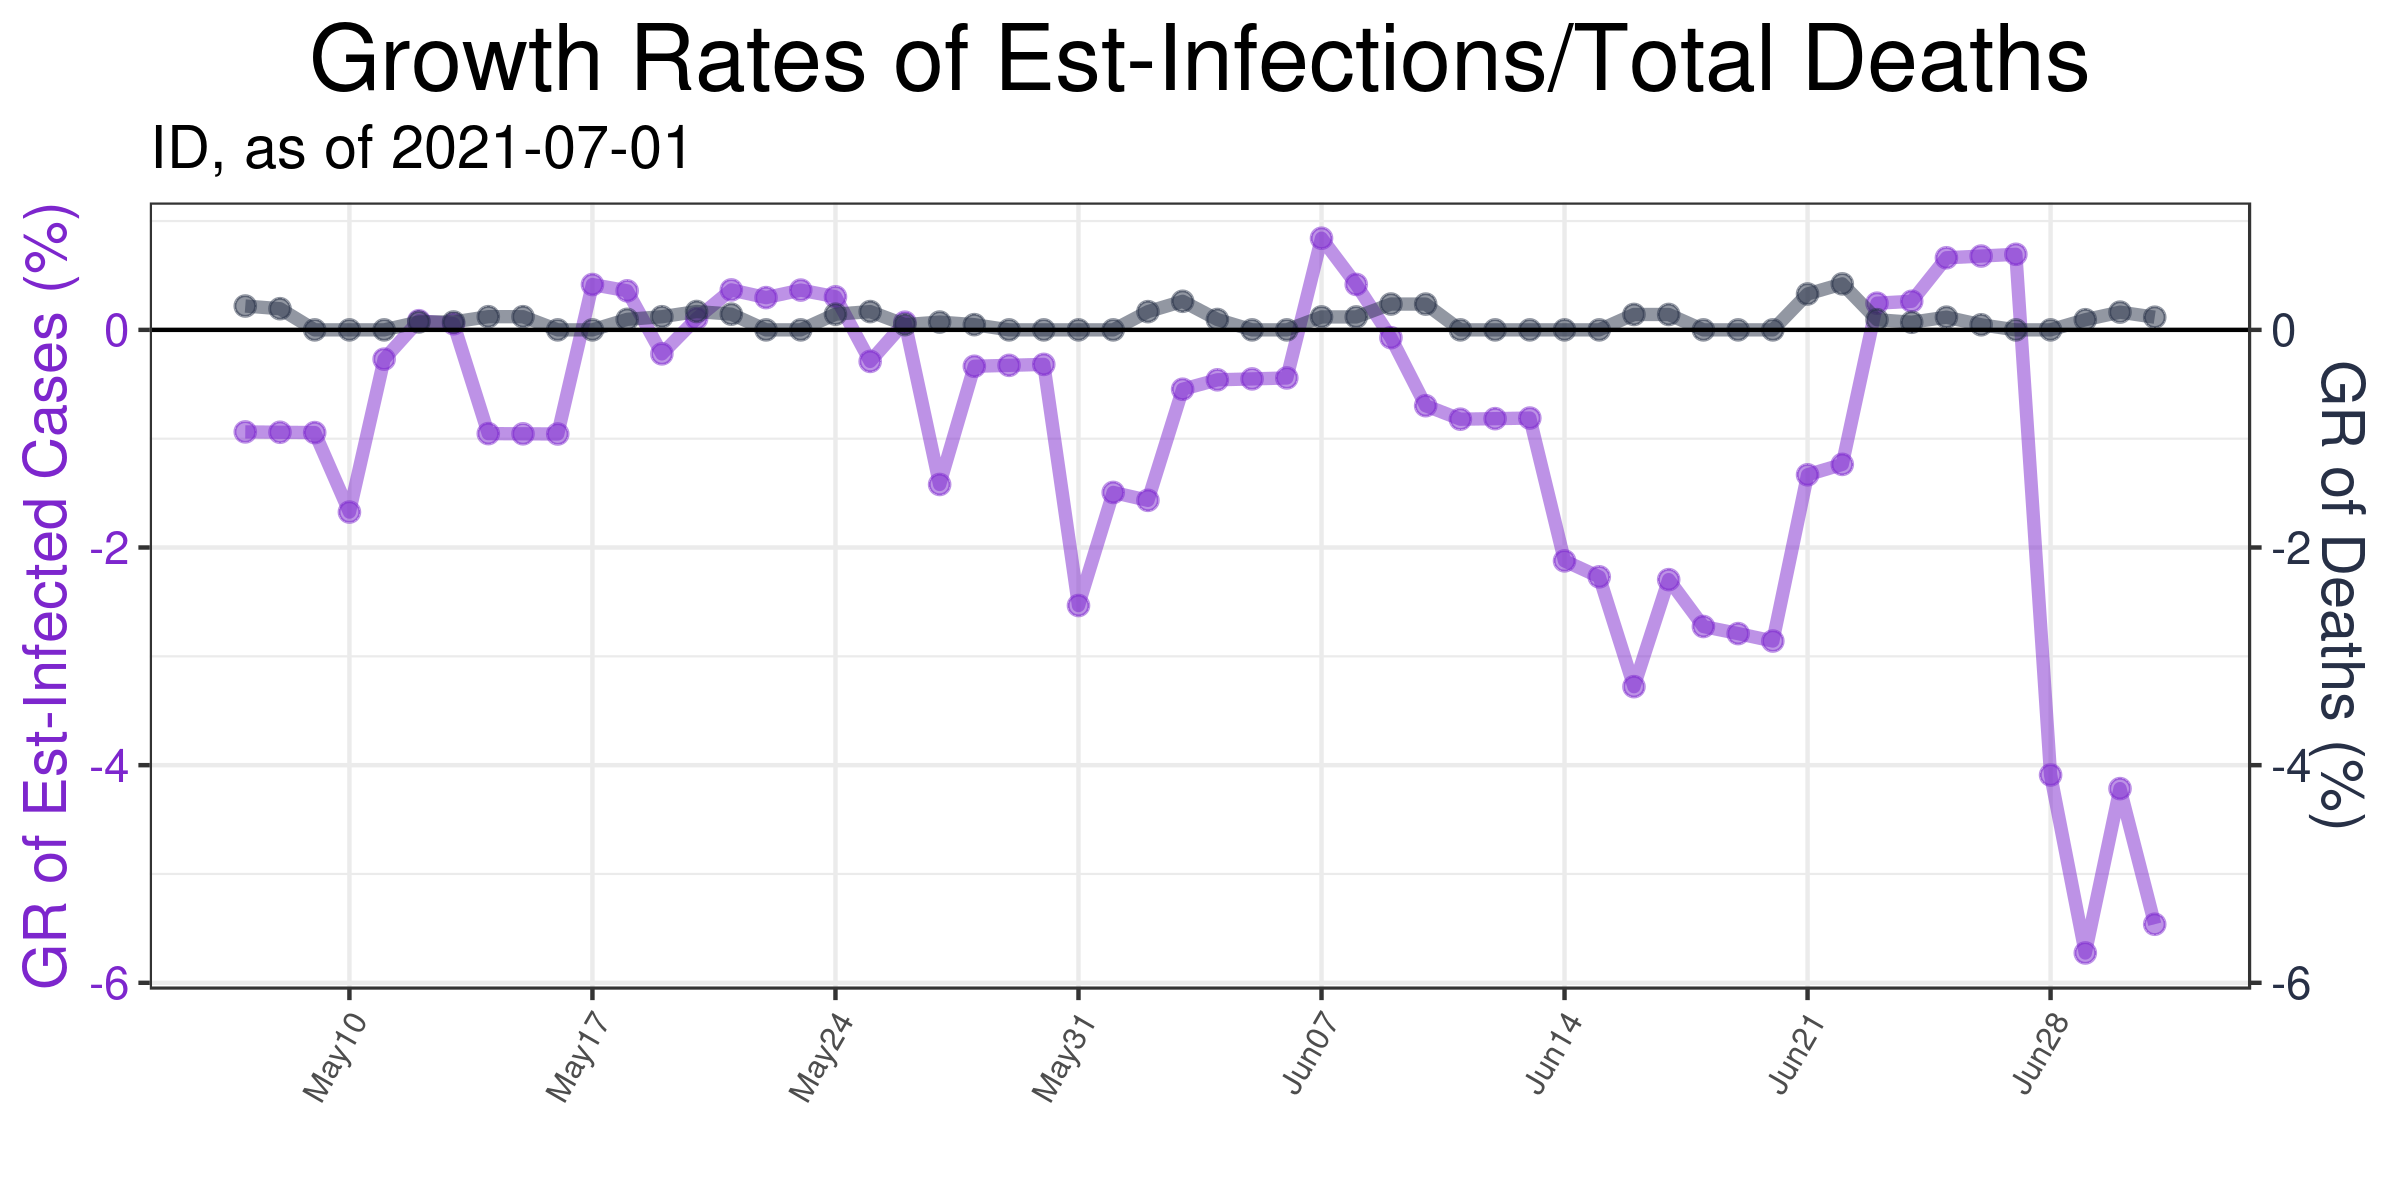 Growth Rates of Est-Infections/Total Deaths
ID, as of 2021-07-01
GR of Est-Infected Cases (%)
0
-2
-4
-6
0
-2
-4
-6
GR of Deaths (%)
May10
May17
May24
May31
Jun07
Jun14
Jun21
Jun28